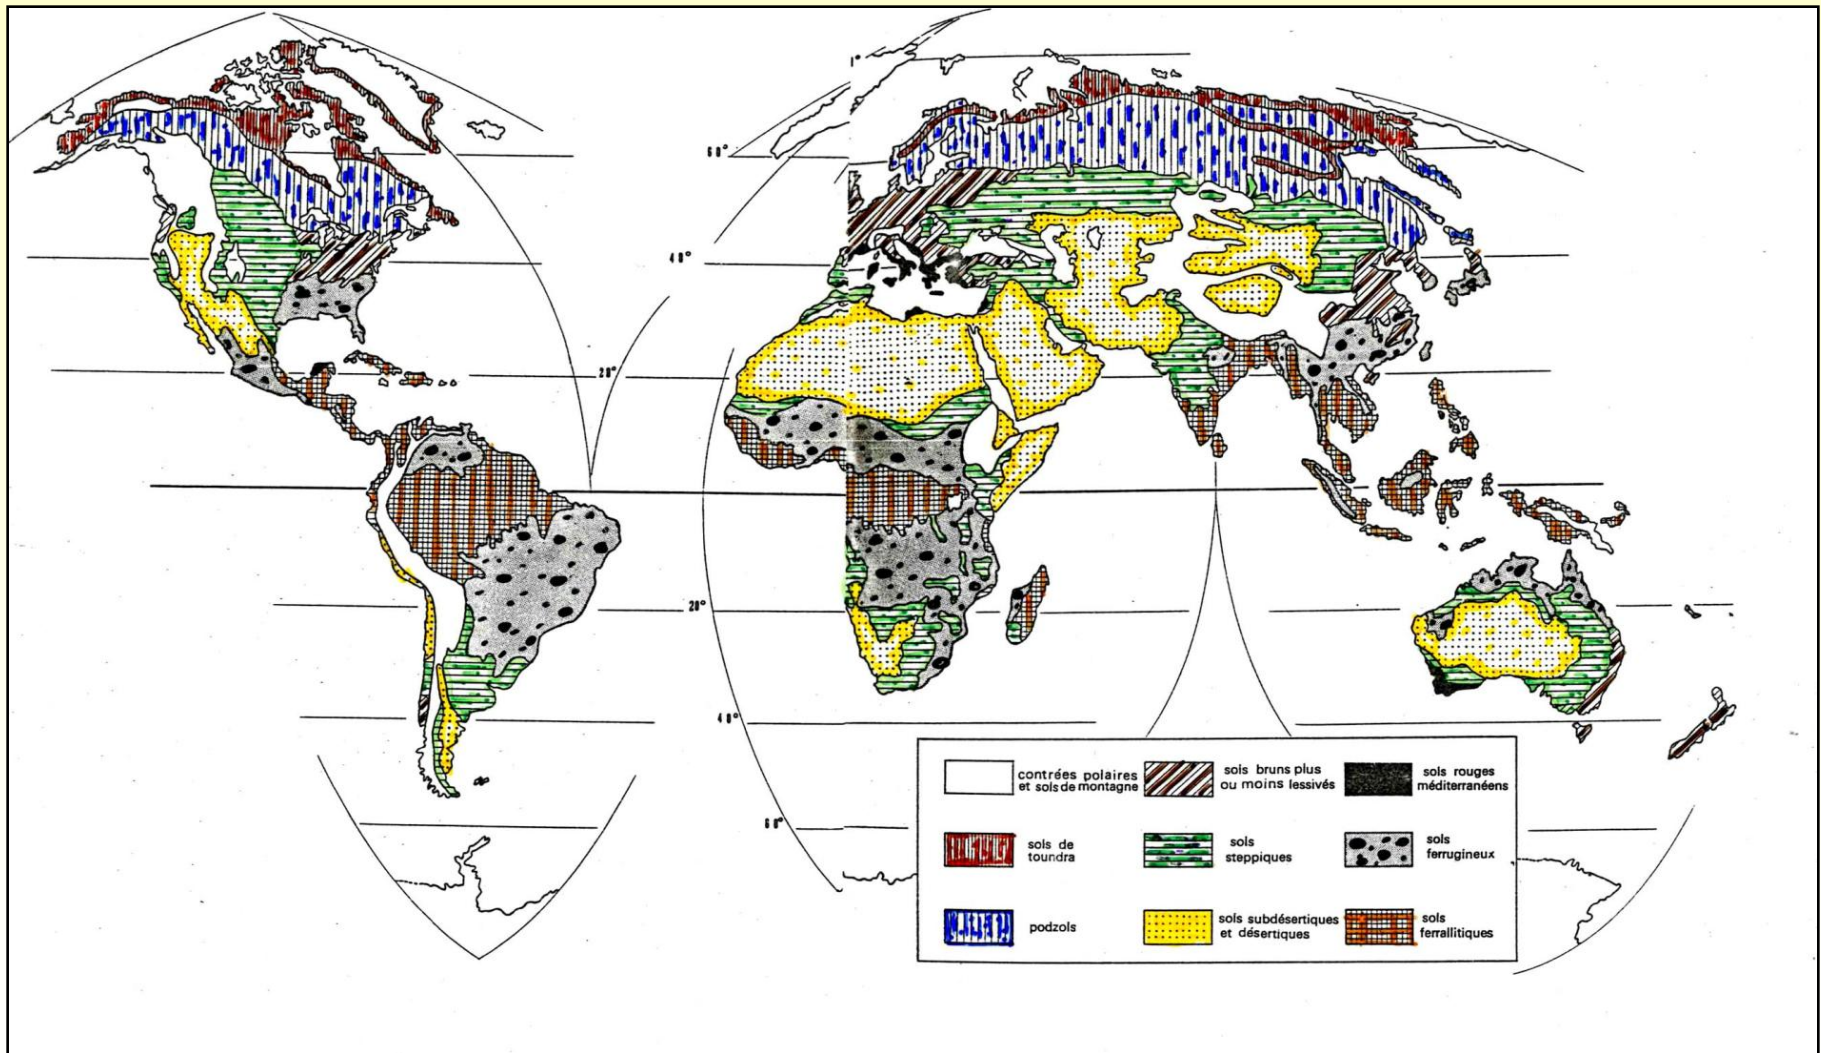 1°
60°
40°
20°
20°
40°
60°
contrées polaires
et sols de montagne
sols bruns plus
ou moins lessivés
sols rouges
méditerranéens
sols de
toundra
sols
steppiques
sols
ferrugineux
podzols
sols subdésertiques
et désertiques
sols
ferrallitiques